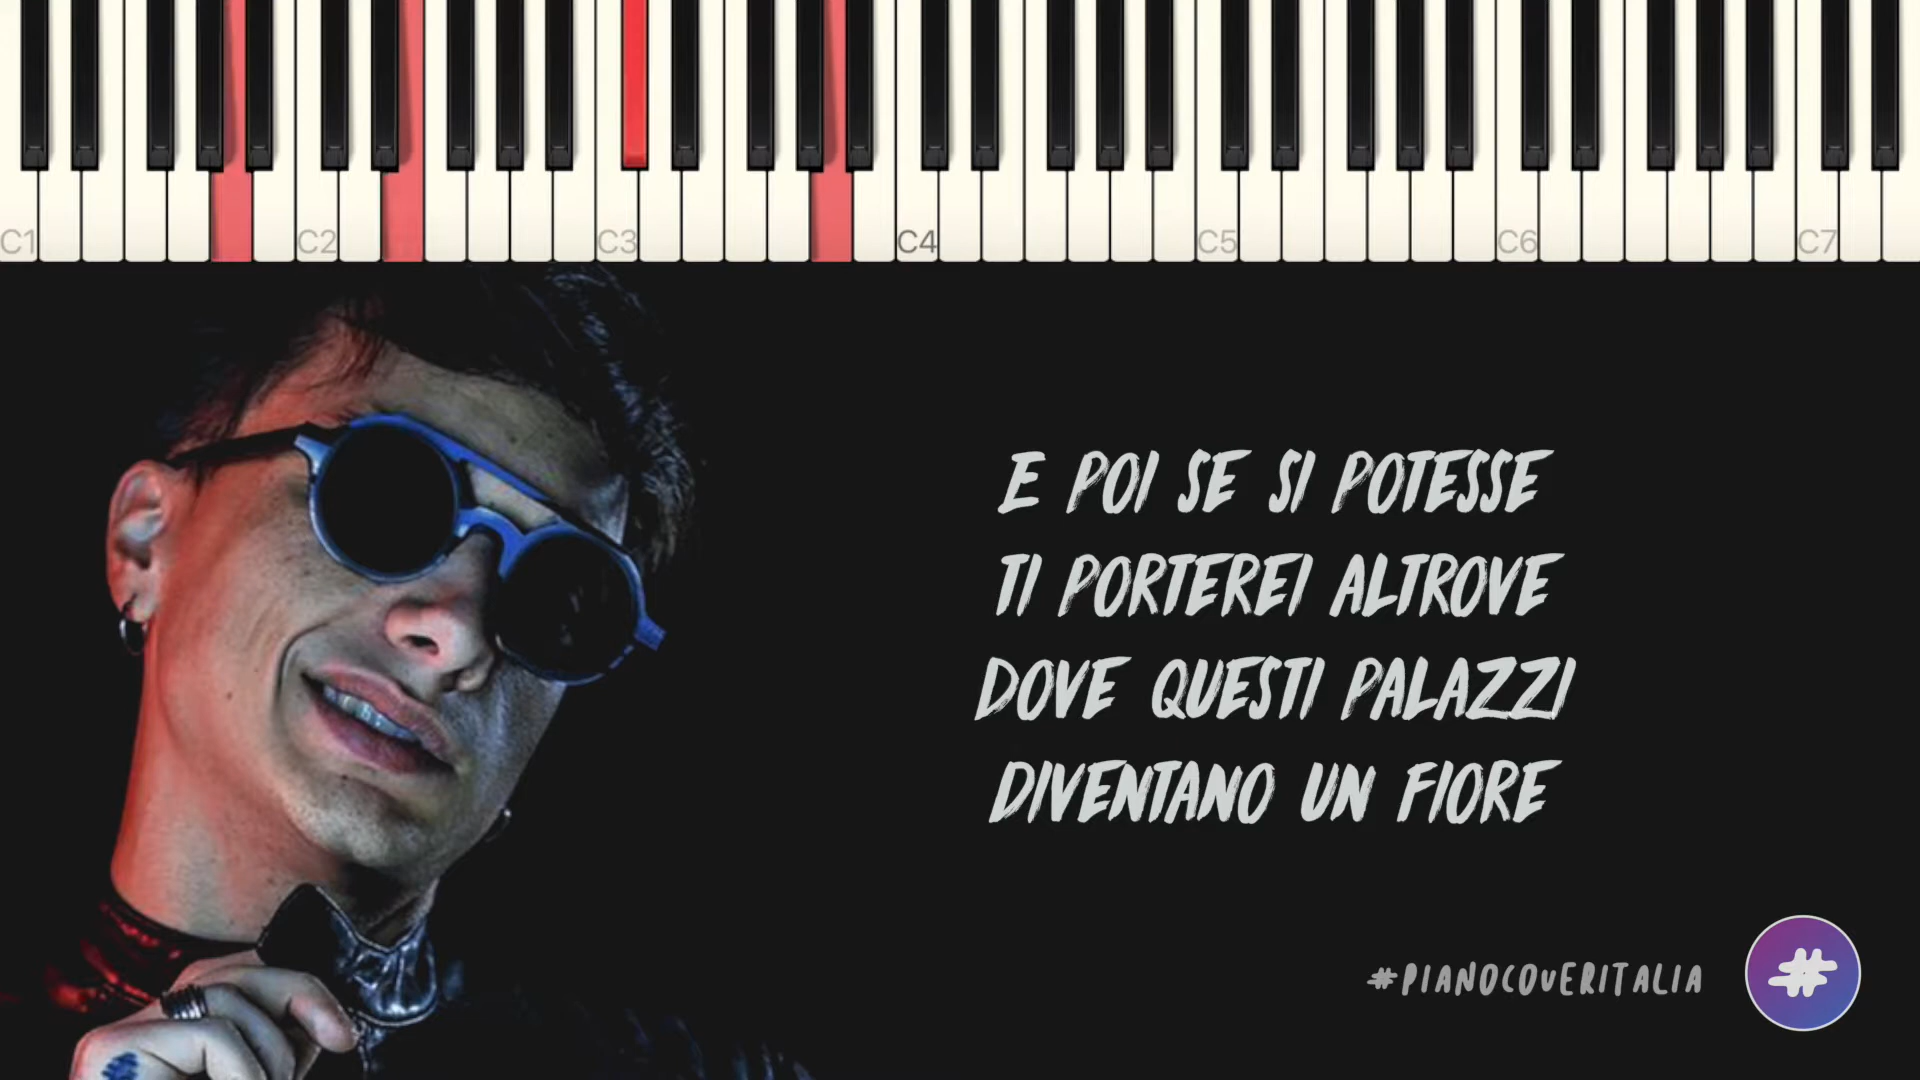 C1 C2 C3 C4 C5 C6 C7
E POI SE SI POTESSE
TI PORTEREI ALTROVE
DOVE QUESTI PALAZZI
DIVENTANO UN FIORE
#PIANOCOVERITALIA #